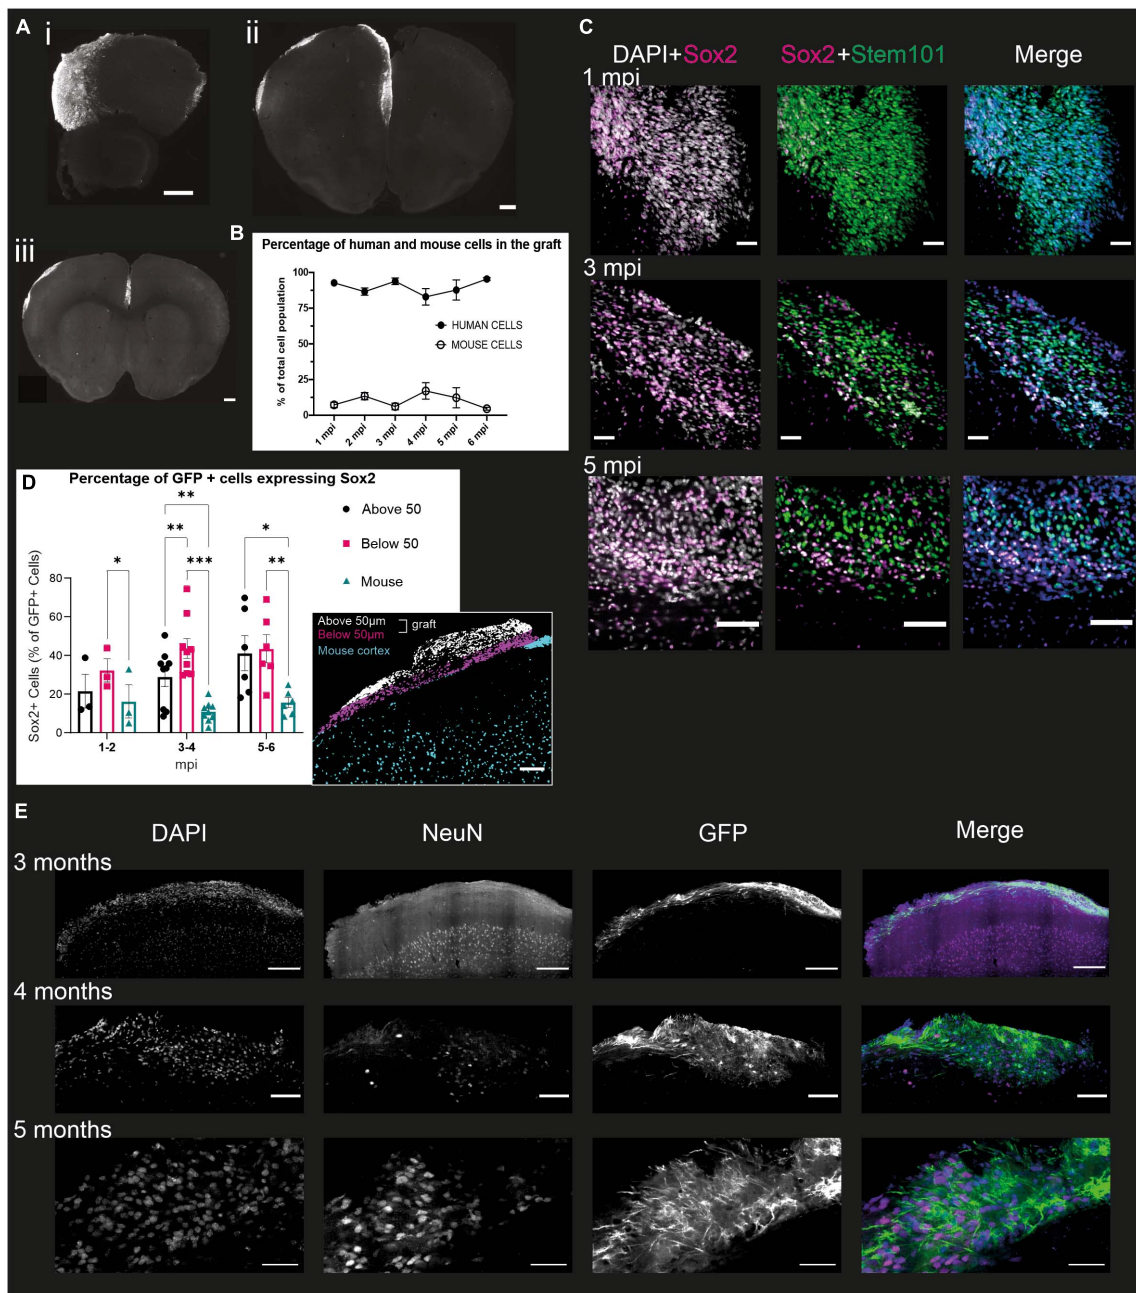 A
i
ii
iii
B
Percentage of human and mouse cells in the graft
% of total cell population
100
75
50
25
0
HUMAN CELLS
MOUSE CELLS
1 mpi
2 mpi
3 mpi
4 mpi
5 mpi
6 mpi
C
DAPI+Sox2
Sox2+Stem101
Merge
1 mpi
3 mpi
5 mpi
D
Percentage of GFP + cells expressing Sox2
Sox2+ Cells (% of GFP+ Cells)
80
60
40
20
0
*
**
**
***
*
**
Above 50
Below 50
Mouse
1-2
3-4
5-6
mpi
Above 50µm
Below 50µm
graft
Mouse cortex
E
DAPI
NeuN
GFP
Merge
3 months
4 months
5 months